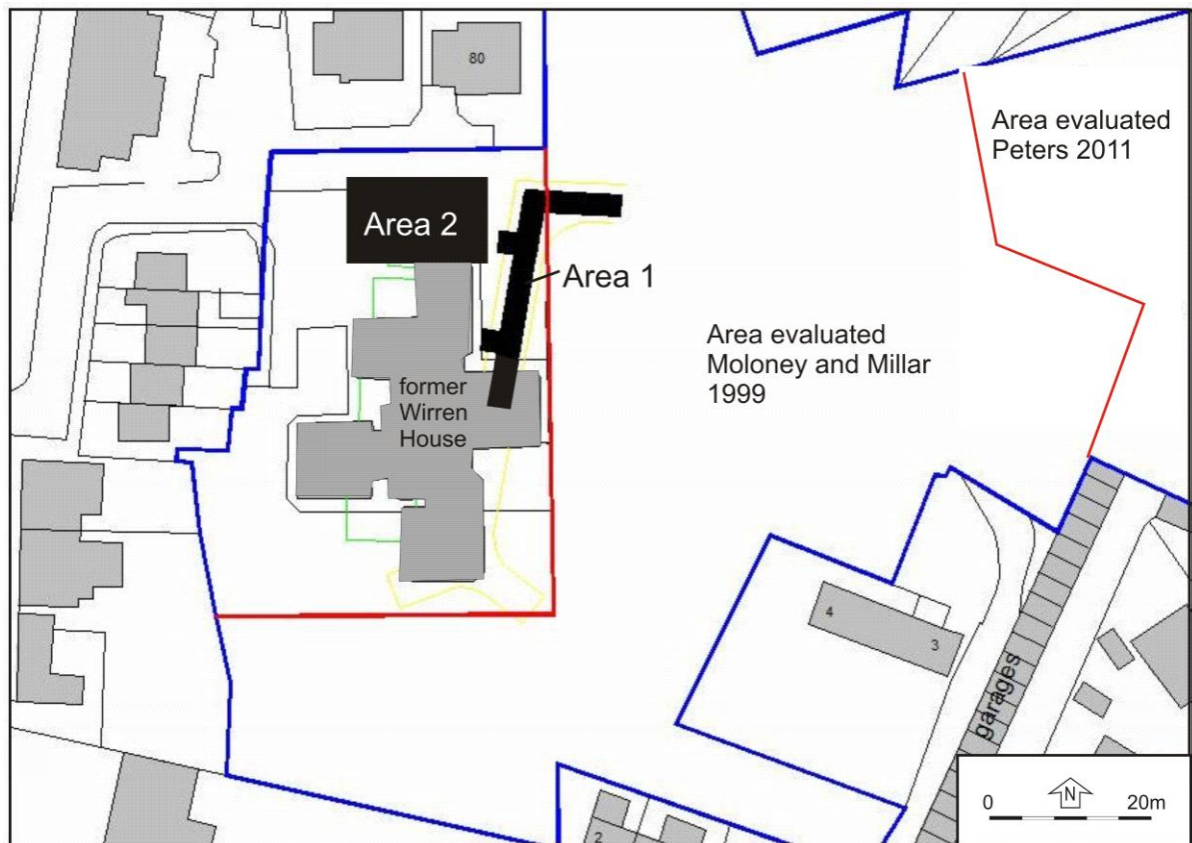 80
Area evaluated
Peters 2011
Area 2
Area 1
Area evaluated
Moloney and Millar
1999
former
Wirren
House
4
3
garages
2
N
0 20m